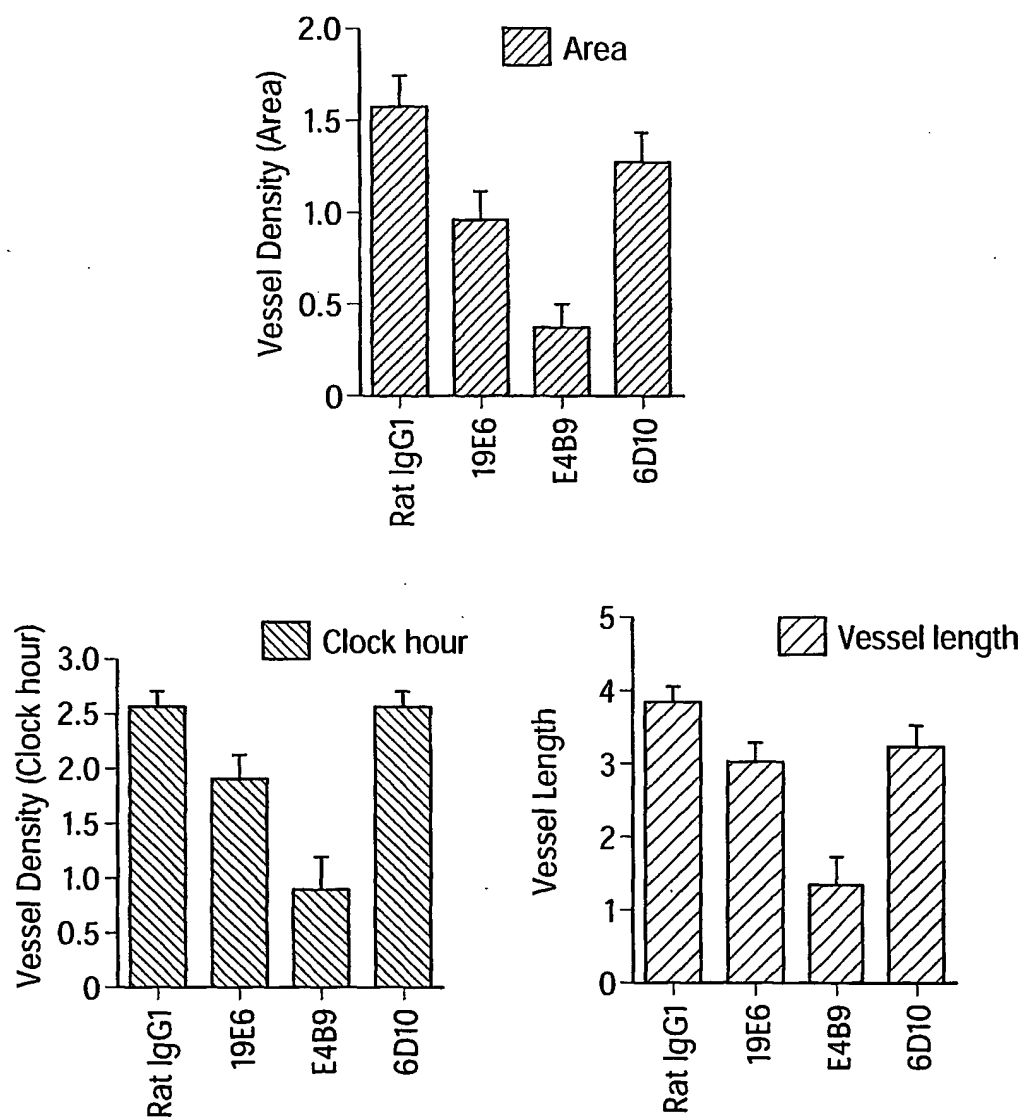 Area
Vessel Density (Area)
2.0
1.5
1.0
0.5
0
Rat IgG1
19E6
E4B9
6D10
Clock hour
Vessel Density (Clock hour)
3.0
2.5
2.0
1.5
1.0
0.5
0
Rat IgG1
19E6
E4B9
6D10
Vessel length
Vessel Length
5
4
3
2
1
0
Rat IgG1
19E6
E4B9
6D10